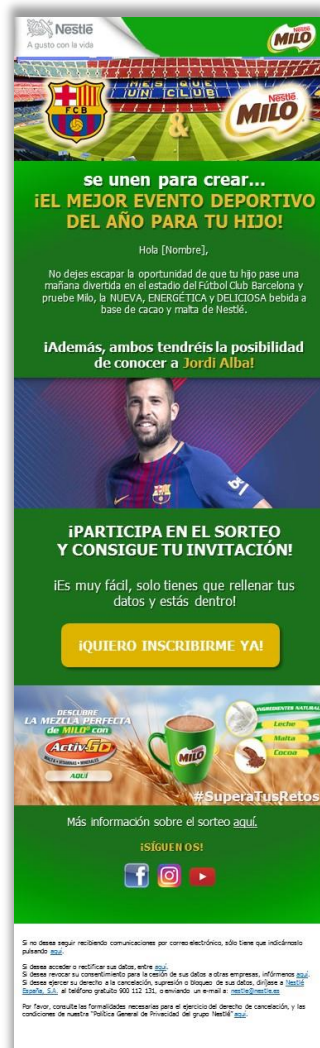 Nestlé
A gusto con la vida
MILO
MÉS QUE
UN CLUB
FCB
&
Nestlé
MILO
se unen para crear...
¡EL MEJOR EVENTO DEPORTIVO
DEL AÑO PARA TU HIJO!
Hola [Nombre],
No dejes escapar la oportunidad de que tu hijo pase una
mañana divertida en el estadio del Fútbol Club Barcelona y
pruebe Milo, la NUEVA, ENERGÉTICA y DELICIOSA bebida a
base de cacao y malta de Nestlé.
¡Además, ambos tendréis la posibilidad
de conocer a Jordi Alba!
¡PARTICIPA EN EL SORTEO
Y CONSIGUE TU INVITACIÓN!
¡Es muy fácil, solo tienes que rellenar tus
datos y estás dentro!
¡QUIERO INSCRIBIRME YA!
DESCUBRE
LA MEZCLA PERFECTA
de MILO® con
Activ-GO
MALTA + VITAMINAS + MINERALES
AQUÍ
MILO
INGREDIENTES NATURAL
Leche
Malta
Cocoa
#SuperaTusRetos
Más información sobre el sorteo aquí.
¡SÍGUENOS!
Si no desea seguir recibiendo comunicaciones por correo electrónico, sólo tiene que indicárnoslo
pulsando aquí.
Si desea acceder o rectificar sus datos, entre aquí.
Si desea revocar su consentimiento para la cesión de sus datos a otras empresas, infórmenos aquí.
Si desea ejercer su derecho a la cancelación, supresión o bloqueo de sus datos, diríjase a Nestlé
España, S.A. al teléfono gratuito 900 112 131, o enviando un e-mail a: nestle@nestle.es
Por favor, consulte las formalidades necesarias para el ejercicio del derecho de cancelación, y las
condiciones de nuestra "Política General de Privacidad del grupo Nestlé" aquí.